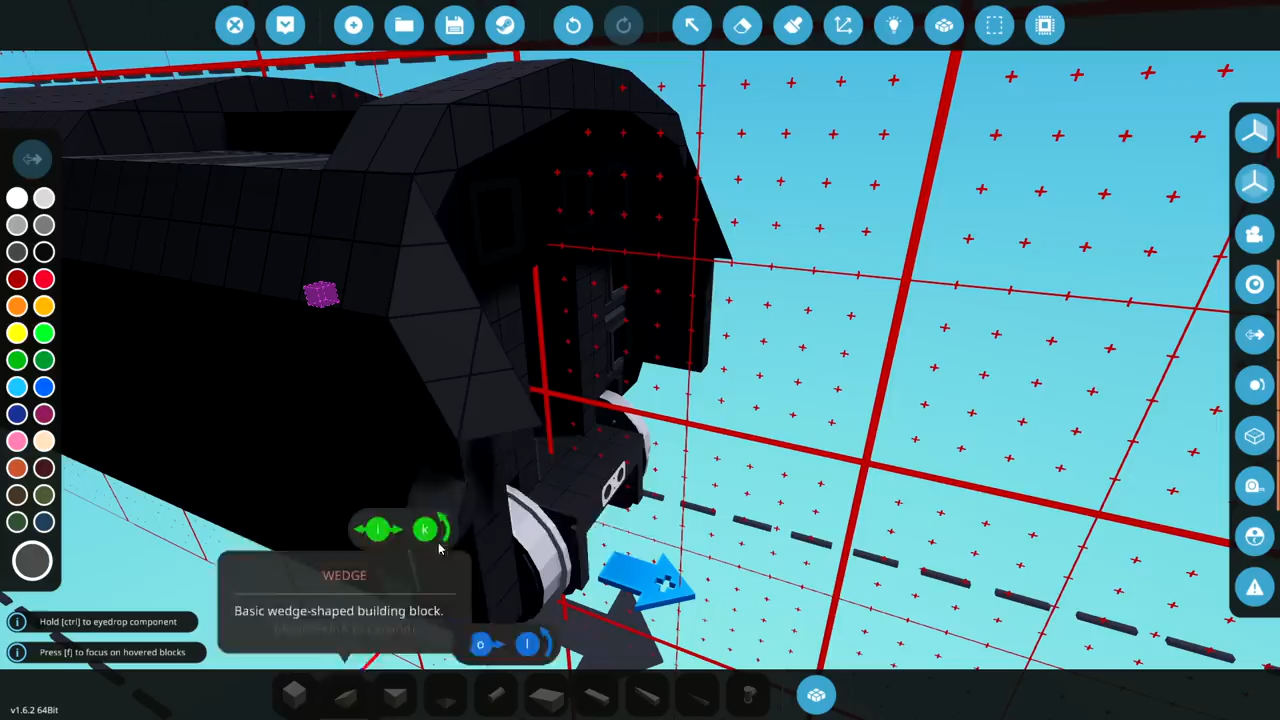 i k
WEDGE
Basic wedge-shaped building block.
Hold [ctrl] to eyedrop component
Press [f] to focus on hovered blocks
o l
v1.6.2 64Bit